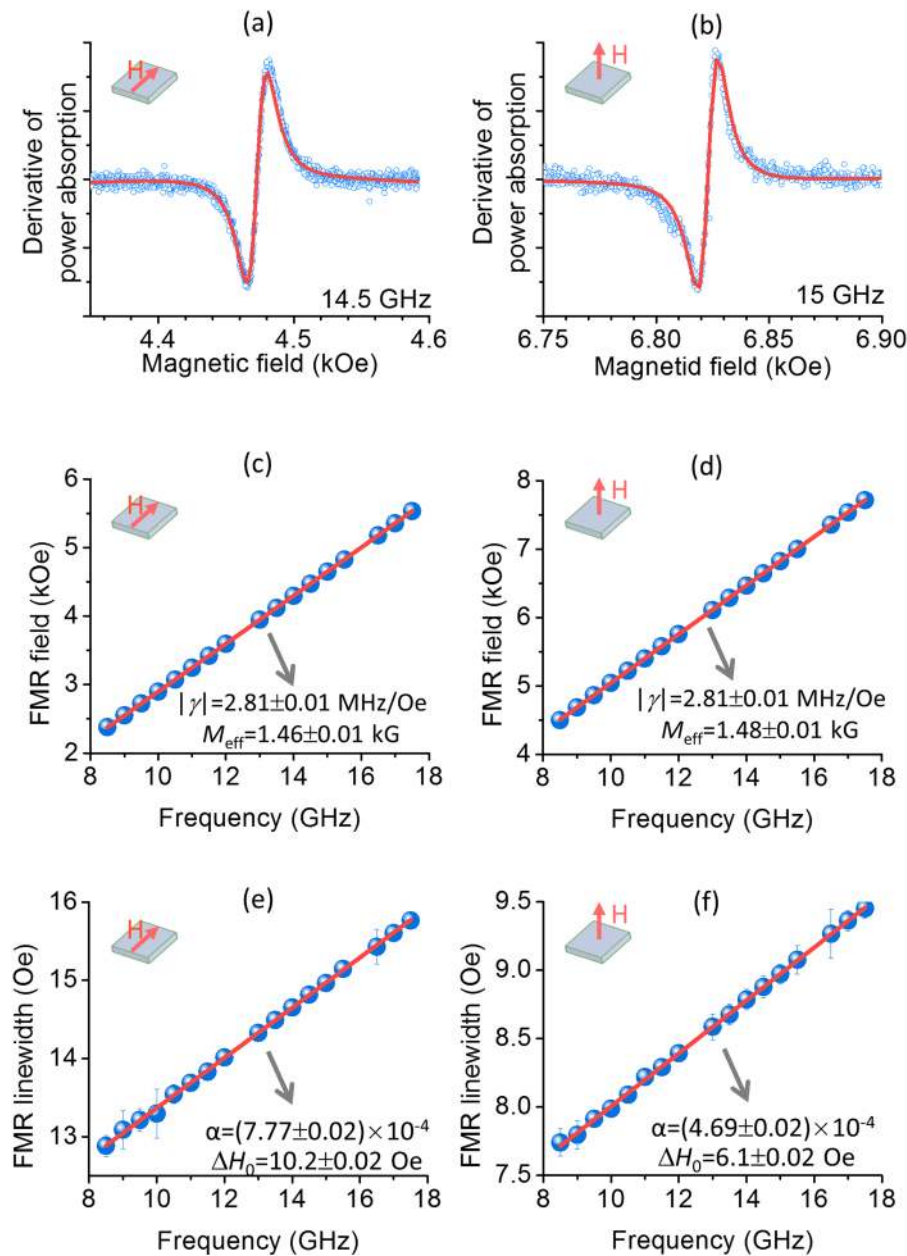 (a)
H
Derivative of
power absorption
14.5 GHz
4.4 4.5 4.6
Magnetic field (kOe)
(b)
H
Derivative of
power absorption
15 GHz
6.75 6.80 6.85 6.90
Magnetid field (kOe)
(c)
H
FMR field (kOe)
6
5
4
3
2
|γ|=2.81±0.01 MHz/Oe
Meff=1.46±0.01 kG
8 10 12 14 16 18
Frequency (GHz)
(d)
H
FMR field (kOe)
8
7
6
5
4
|γ|=2.81±0.01 MHz/Oe
Meff=1.48±0.01 kG
8 10 12 14 16 18
Frequency (GHz)
(e)
H
FMR linewidth (Oe)
16
15
14
13
α=(7.77±0.02)×10⁻⁴
ΔH₀=10.2±0.02 Oe
8 10 12 14 16 18
Frequency (GHz)
(f)
H
FMR linewidth (Oe)
9.5
9.0
8.5
8.0
7.5
α=(4.69±0.02)×10⁻⁴
ΔH₀=6.1±0.02 Oe
8 10 12 14 16 18
Frequency (GHz)